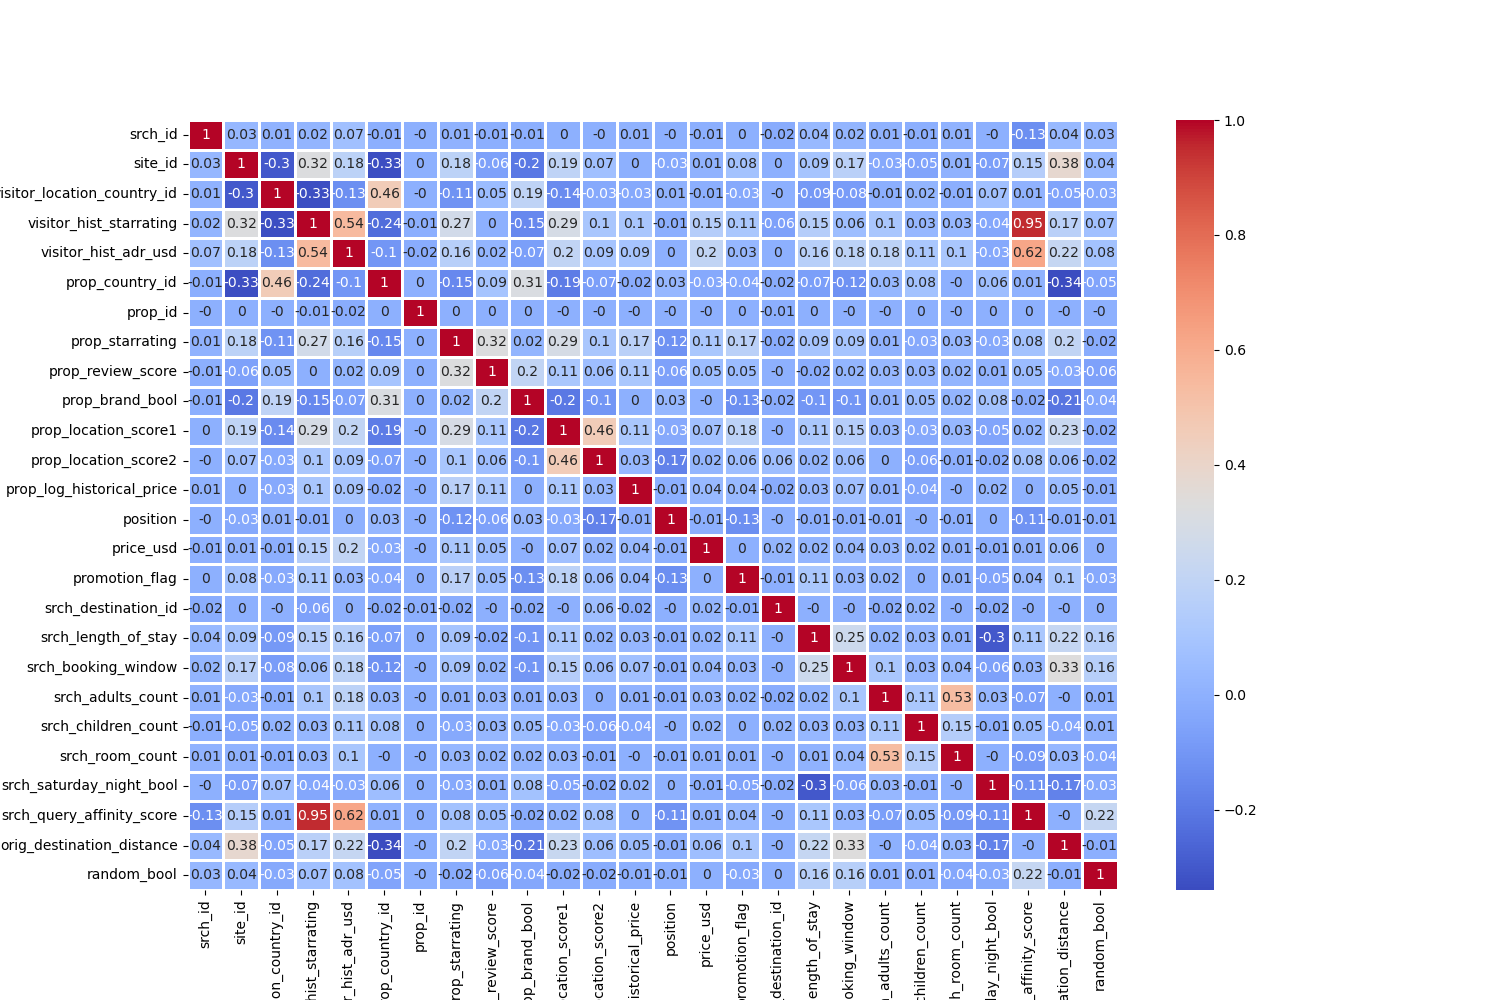 srch_id 1 0.03 0.01 0.02 0.07 -0.01 -0 0.01 -0.01 -0.01 0 -0 0.01 -0 -0.01 0 -0.02 0.04 0.02 0.01 -0.01 0.01 -0 -0.13 0.04 0.03
site_id 0.03 1 -0.3 0.32 0.18 -0.33 0 0.18 -0.06 -0.2 0.19 0.07 0 -0.03 0.01 0.08 0 0.09 0.17 -0.03 -0.05 0.01 -0.07 0.15 0.38 0.04
visitor_location_country_id 0.01 -0.3 1 -0.33 -0.13 0.46 -0 -0.11 0.05 0.19 -0.14 -0.03 -0.03 0.01 -0.01 -0.03 -0 -0.09 -0.08 -0.01 0.02 -0.01 0.07 0.01 -0.05 -0.03
visitor_hist_starrating 0.02 0.32 -0.33 1 0.54 -0.24 -0.01 0.27 0 -0.15 0.29 0.1 0.1 -0.01 0.15 0.11 -0.06 0.15 0.06 0.1 0.03 0.03 -0.04 0.95 0.17 0.07
visitor_hist_adr_usd 0.07 0.18 -0.13 0.54 1 -0.1 -0.02 0.16 0.02 -0.07 0.2 0.09 0.09 0 0.2 0.03 0 0.16 0.18 0.18 0.11 0.1 -0.03 0.62 0.22 0.08
prop_country_id -0.01 -0.33 0.46 -0.24 -0.1 1 0 -0.15 0.09 0.31 -0.19 -0.07 -0.02 0.03 -0.03 -0.04 -0.02 -0.07 -0.12 0.03 0.08 -0 0.06 0.01 -0.34 -0.05
prop_id -0 0 -0 -0.01 -0.02 0 1 0 0 0 -0 -0 -0 -0 -0 0 -0.01 0 -0 -0 0 0 -0 0 -0 -0
prop_starrating 0.01 0.18 -0.11 0.27 0.16 -0.15 0 1 0.32 0.02 0.29 0.1 0.17 -0.12 0.11 0.17 -0.02 0.09 0.09 0.01 -0.03 0.03 -0.03 0.08 0.2 -0.02
prop_review_score -0.01 -0.06 0.05 0 0.02 0.09 0 0.32 1 0.2 0.11 0.06 0.11 -0.06 0.05 0.05 -0 -0.02 0.02 0.03 0.03 0.02 0.01 0.05 -0.03 -0.06
prop_brand_bool -0.01 -0.2 0.19 -0.15 -0.07 0.31 0 0.02 0.2 1 -0.2 -0.1 0 0.03 -0 -0.13 -0.02 -0.1 -0.1 0.01 0.05 0.02 0.08 -0.02 -0.21 -0.04
prop_location_score1 0 0.19 -0.14 0.29 0.2 -0.19 -0 0.29 0.11 -0.2 1 0.46 0.11 -0.03 0.07 0.18 -0 0.11 0.15 0.03 -0.03 0.03 -0.05 0.02 0.23 -0.02
prop_location_score2 -0 0.07 -0.03 0.1 0.09 -0.07 -0 0.1 0.06 -0.1 0.46 1 0.03 -0.17 0.02 0.06 0.06 0.02 0.06 0 -0.06 -0.01 -0.02 0.08 0.06 -0.02
prop_log_historical_price 0.01 0 -0.03 0.1 0.09 -0.02 -0 0.17 0.11 0 0.11 0.03 1 -0.01 0.04 0.04 -0.02 0.03 0.07 0.01 -0.04 -0 0.02 0 0.05 -0.01
position -0 -0.03 0.01 -0.01 0 0.03 -0 -0.12 -0.06 0.03 -0.03 -0.17 -0.01 1 -0.01 -0.13 -0 -0.01 -0.01 -0.01 -0 -0.01 0 -0.11 -0.01 -0.01
price_usd -0.01 0.01 -0.01 0.15 0.2 -0.03 -0 0.11 0.05 -0 0.07 0.02 0.04 -0.01 1 0 0.02 0.02 0.04 0.03 0.02 0.01 -0.01 0.01 0.06 0
promotion_flag 0 0.08 -0.03 0.11 0.03 -0.04 0 0.17 0.05 -0.13 0.18 0.06 0.04 -0.13 0 1 -0.01 0.11 0.03 0.02 0 0.01 -0.05 0.04 0.1 -0.03
srch_destination_id -0.02 0 -0 -0.06 0 -0.02 -0.01 -0.02 -0 -0.02 -0 0.06 -0.02 -0 0.02 -0.01 1 -0 -0 -0.02 0.02 -0 -0.02 -0 -0 0
srch_length_of_stay 0.04 0.09 -0.09 0.15 0.16 -0.07 0 0.09 -0.02 -0.1 0.11 0.02 0.03 -0.01 0.02 0.11 -0 1 0.25 0.02 0.03 0.01 -0.3 0.11 0.22 0.16
srch_booking_window 0.02 0.17 -0.08 0.06 0.18 -0.12 -0 0.09 0.02 -0.1 0.15 0.06 0.07 -0.01 0.04 0.03 -0 0.25 1 0.1 0.03 0.04 -0.06 0.03 0.33 0.16
srch_adults_count 0.01 -0.03 -0.01 0.1 0.18 0.03 -0 0.01 0.03 0.01 0.03 0 0.01 -0.01 0.03 0.02 -0.02 0.02 0.1 1 0.11 0.53 0.03 -0.07 -0 0.01
srch_children_count -0.01 -0.05 0.02 0.03 0.11 0.08 0 -0.03 0.03 0.05 -0.03 -0.06 -0.04 -0 0.02 0 0.02 0.03 0.03 0.11 1 0.15 -0.01 0.05 -0.04 0.01
srch_room_count 0.01 0.01 -0.01 0.03 0.1 -0 0 0.03 0.02 0.02 0.03 -0.01 -0 -0.01 0.01 0.01 -0 0.01 0.04 0.53 0.15 1 -0 -0.09 0.03 -0.04
srch_saturday_night_bool -0 -0.07 0.07 -0.04 -0.03 0.06 -0 -0.03 0.01 0.08 -0.05 -0.02 0.02 0 -0.01 -0.05 -0.02 -0.3 -0.06 0.03 -0.01 -0 1 -0.11 -0.17 -0.03
srch_query_affinity_score -0.13 0.15 0.01 0.95 0.62 0.01 0 0.08 0.05 -0.02 0.02 0.08 0 -0.11 0.01 0.04 -0 0.11 0.03 -0.07 0.05 -0.09 -0.11 1 -0 0.22
orig_destination_distance 0.04 0.38 -0.05 0.17 0.22 -0.34 -0 0.2 -0.03 -0.21 0.23 0.06 0.05 -0.01 0.06 0.1 -0 0.22 0.33 -0 -0.04 0.03 -0.17 -0 1 -0.01
random_bool 0.03 0.04 -0.03 0.07 0.08 -0.05 -0 -0.02 -0.06 -0.04 -0.02 -0.02 -0.01 -0.01 0 -0.03 0 0.16 0.16 0.01 0.01 -0.04 -0.03 0.22 -0.01 1
srch_id
site_id
on_country_id
hist_starrating
r_hist_adr_usd
prop_country_id
prop_id
prop_starrating
_review_score
op_brand_bool
ocation_score1
ocation_score2
istorical_price
position
price_usd
promotion_flag
_destination_id
ength_of_stay
oking_window
_adults_count
children_count
h_room_count
day_night_bool
_affinity_score
ation_distance
random_bool
1.0
0.8
0.6
0.4
0.2
0.0
−0.2